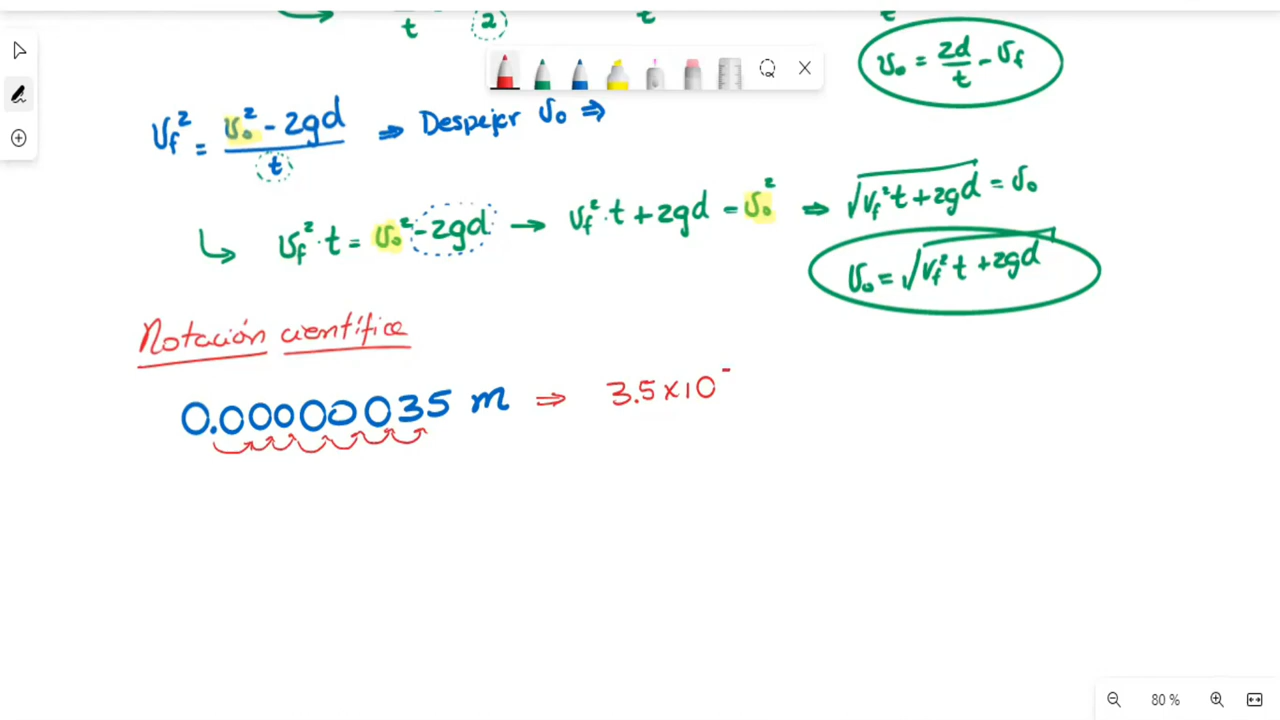 t 2 t t
v₀ = 2d/t - v_f
v_f² = v₀² - 2gd / t ⇒ Despejar v₀ ⇒
v_f² · t = v₀² - 2gd → v_f² · t + 2gd = v₀² ⇒ √(v_f² t + 2gd) = v₀
v₀ = √(v_f² t + 2gd)
Notación científica
0.00000035 m ⇒ 3.5 × 10⁻
80 %